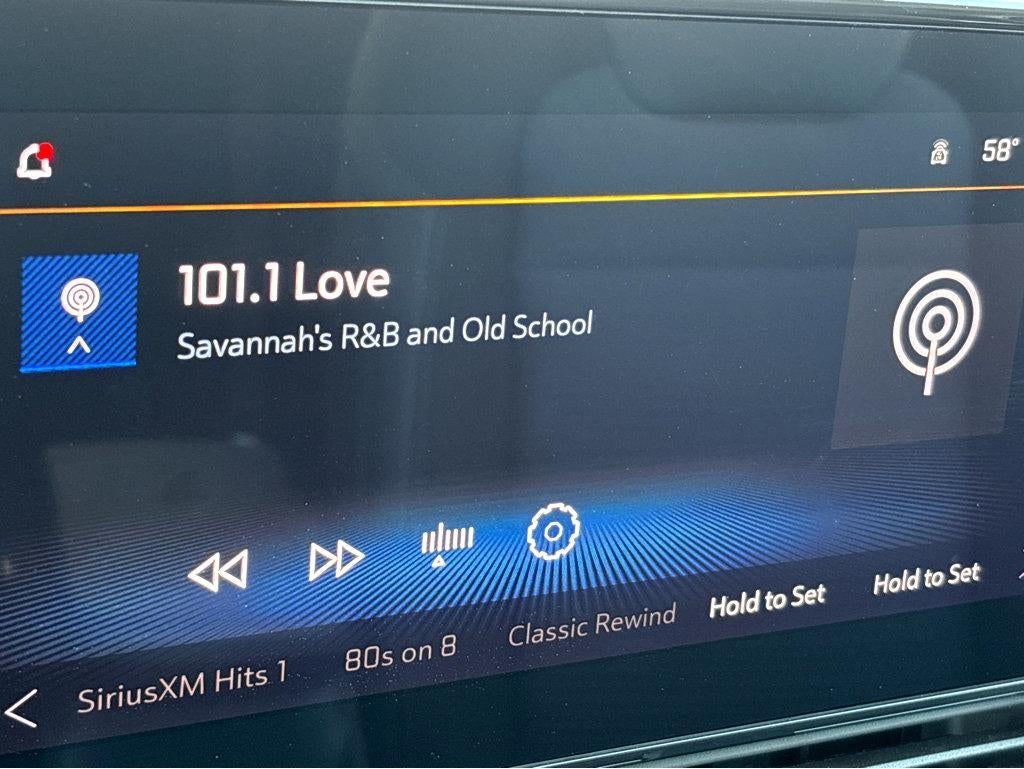 58°
101.1 Love
Savannah's R&B and Old School
SiriusXM Hits 1
80s on 8
Classic Rewind
Hold to Set
Hold to Set